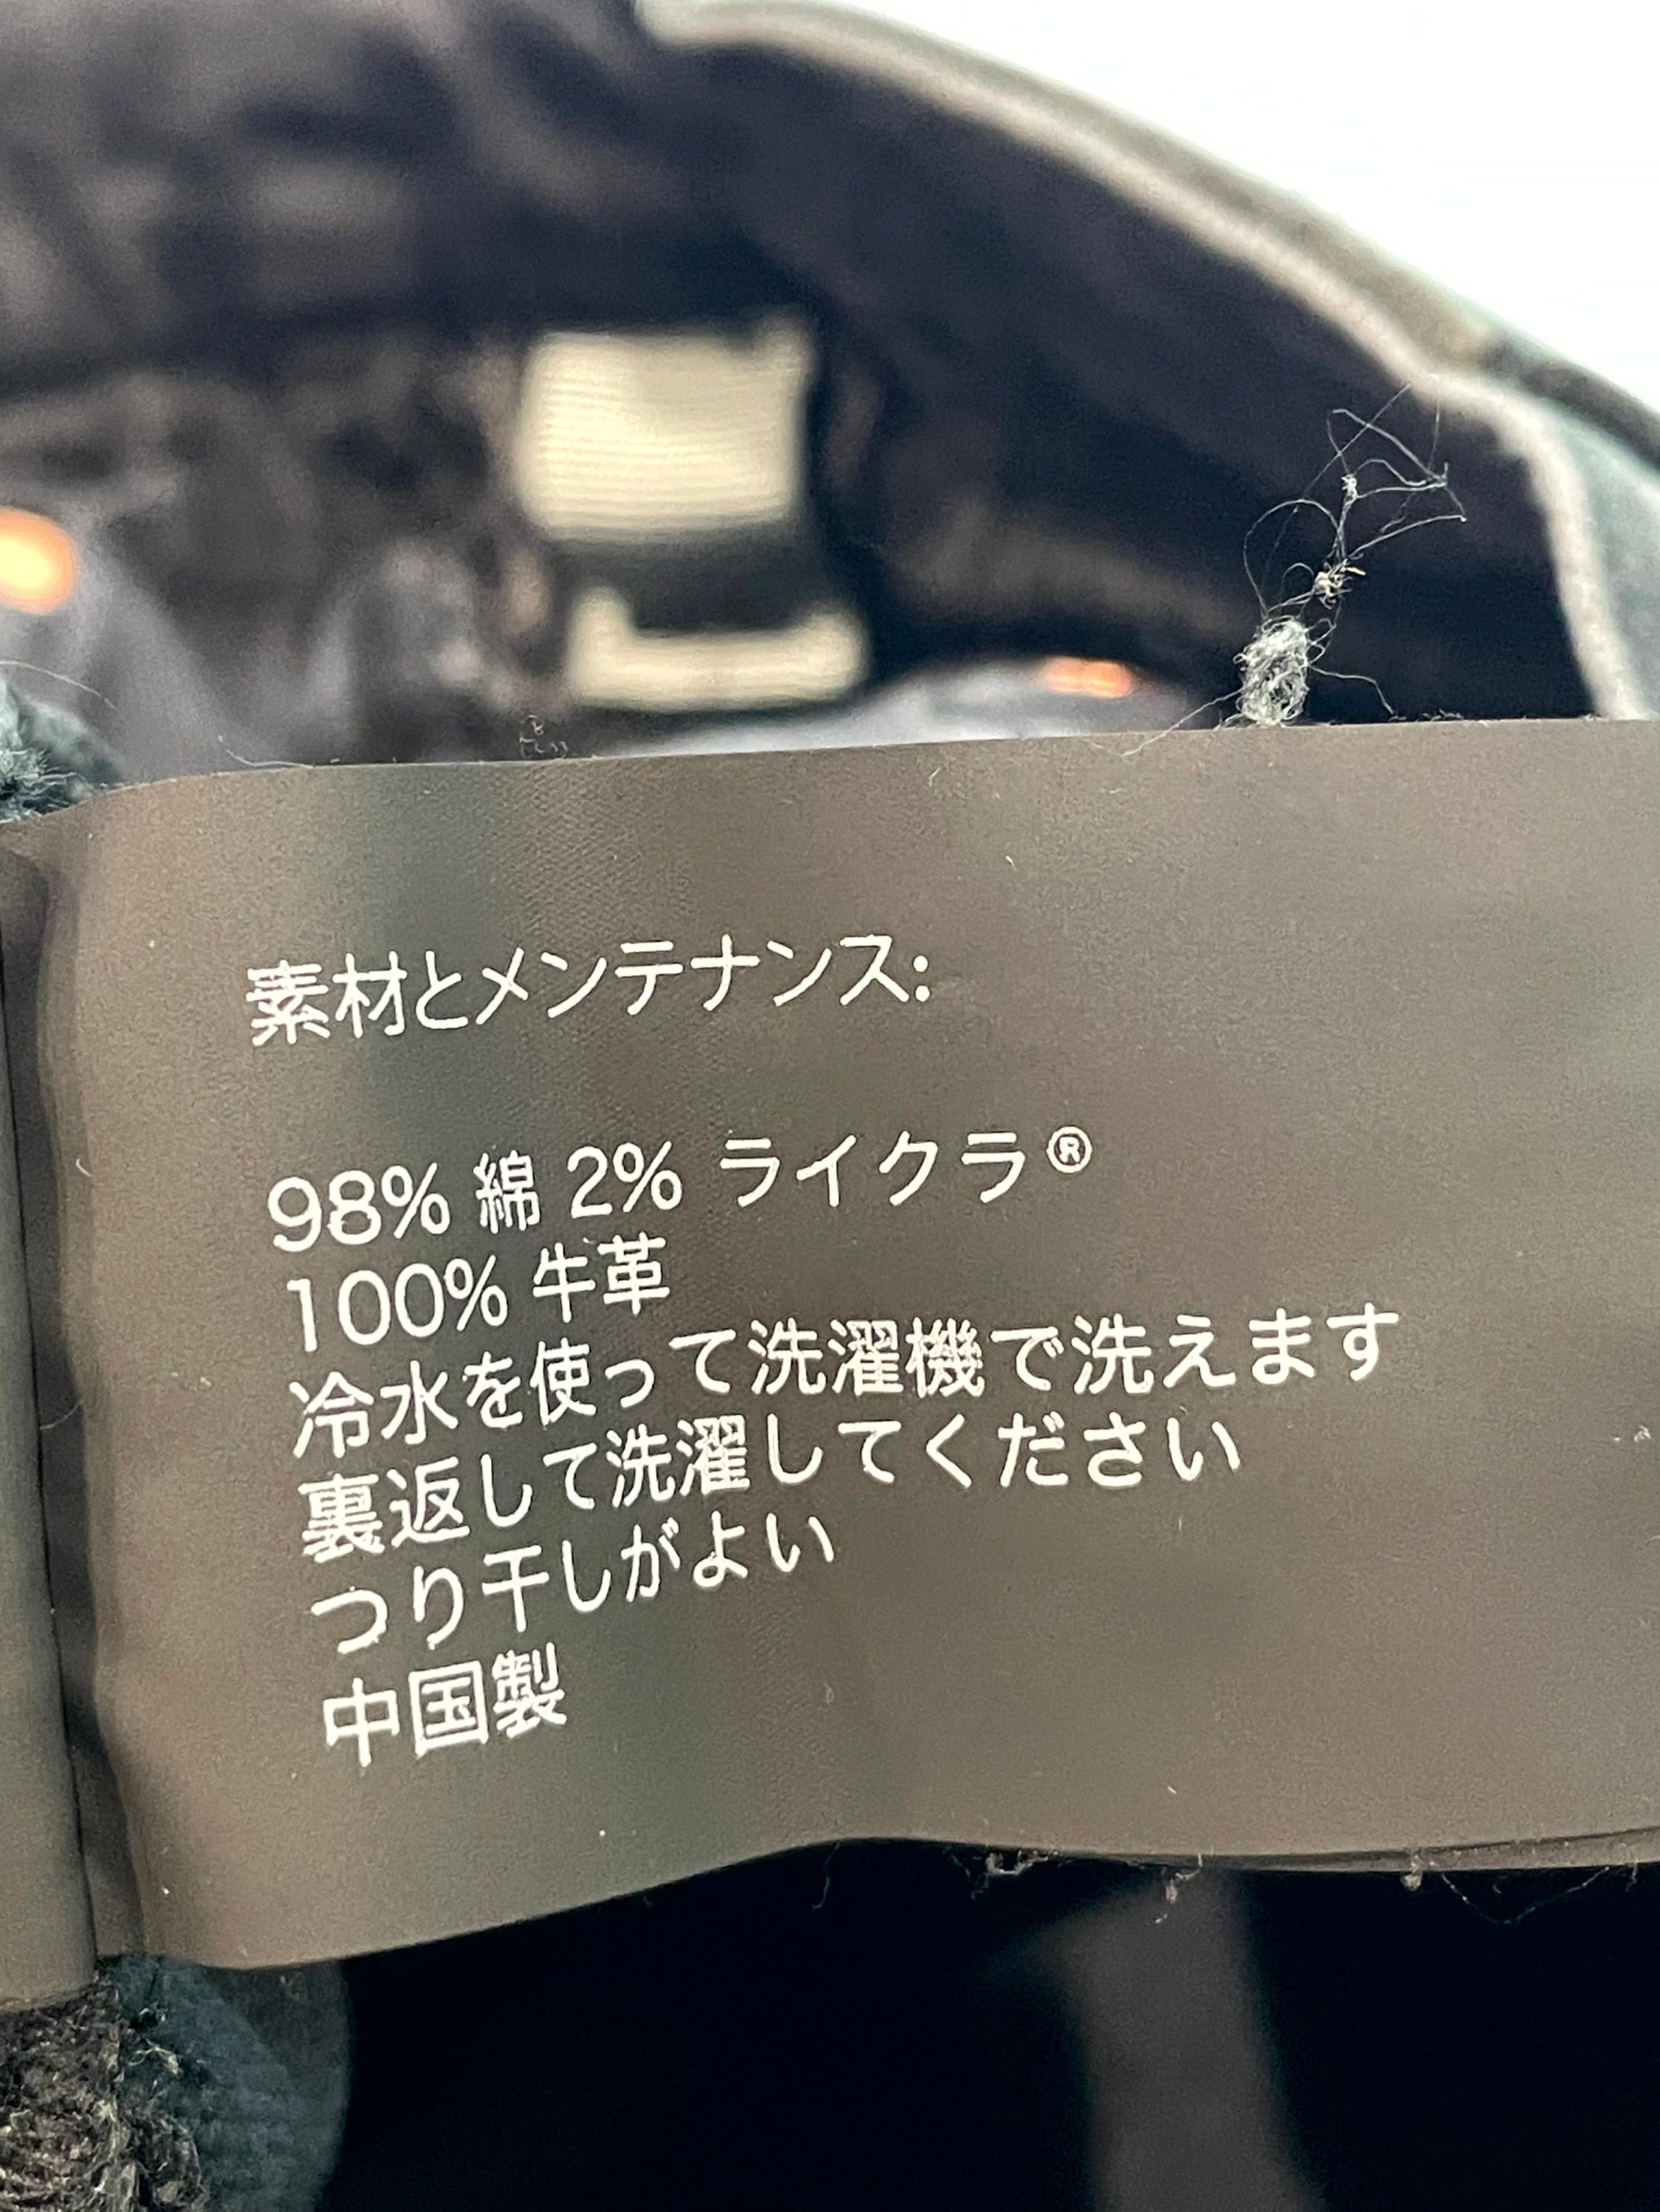 素材とメンテナンス:
98% 綿 2% ライクラ®
100% 牛革
冷水を使って洗濯機で洗えます
裏返して洗濯してください
つり干しがよい
中国製